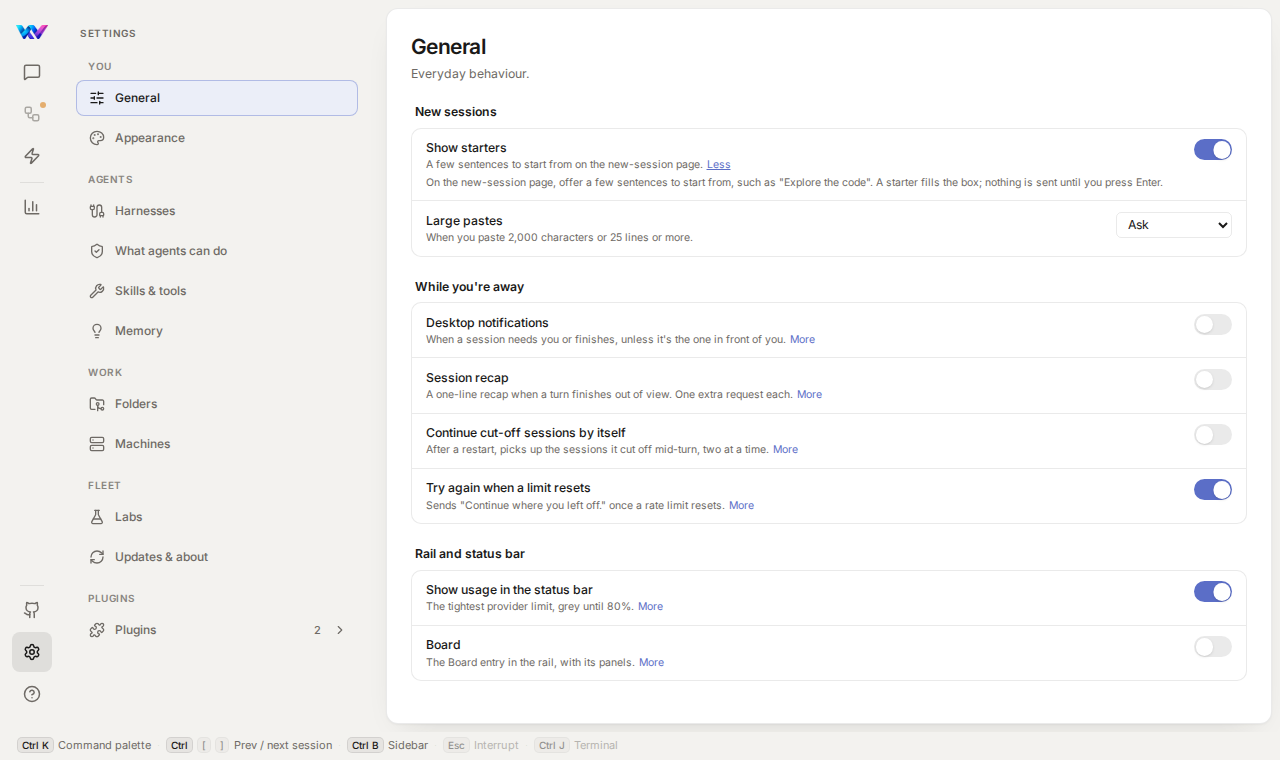 SETTINGS
YOU
General
Appearance
AGENTS
Harnesses
What agents can do
Skills & tools
Memory
WORK
Folders
Machines
FLEET
Labs
Updates & about
PLUGINS
Plugins 2
General
Everyday behaviour.
New sessions
Show starters
A few sentences to start from on the new-session page. Less
On the new-session page, offer a few sentences to start from, such as "Explore the code". A starter fills the box; nothing is sent until you press Enter.
Large pastes
When you paste 2,000 characters or 25 lines or more.
Ask
While you're away
Desktop notifications
When a session needs you or finishes, unless it's the one in front of you. More
Session recap
A one-line recap when a turn finishes out of view. One extra request each. More
Continue cut-off sessions by itself
After a restart, picks up the sessions it cut off mid-turn, two at a time. More
Try again when a limit resets
Sends "Continue where you left off." once a rate limit resets. More
Rail and status bar
Show usage in the status bar
The tightest provider limit, grey until 80%. More
Board
The Board entry in the rail, with its panels. More
Ctrl K Command palette Ctrl [ ] Prev / next session Ctrl B Sidebar Esc Interrupt Ctrl J Terminal